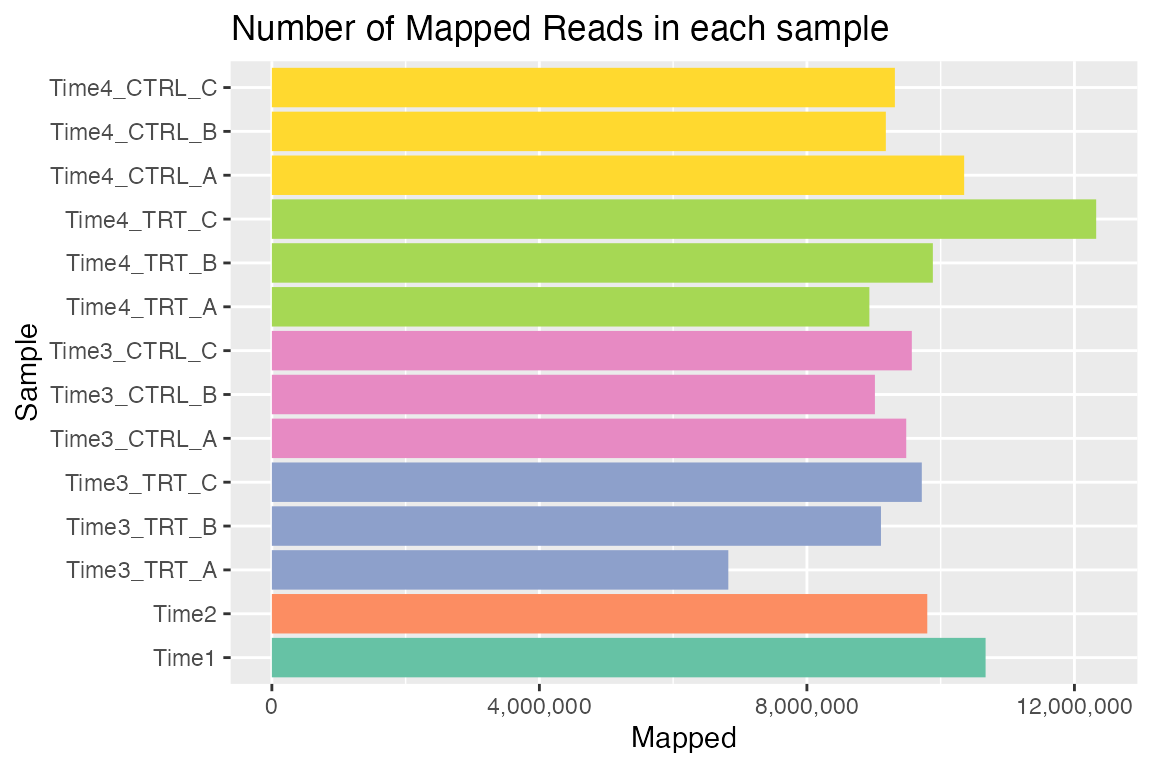 Number of Mapped Reads in each sample
Sample
Time4_CTRL_C
Time4_CTRL_B
Time4_CTRL_A
Time4_TRT_C
Time4_TRT_B
Time4_TRT_A
Time3_CTRL_C
Time3_CTRL_B
Time3_CTRL_A
Time3_TRT_C
Time3_TRT_B
Time3_TRT_A
Time2
Time1
0 4,000,000 8,000,000 12,000,000
Mapped